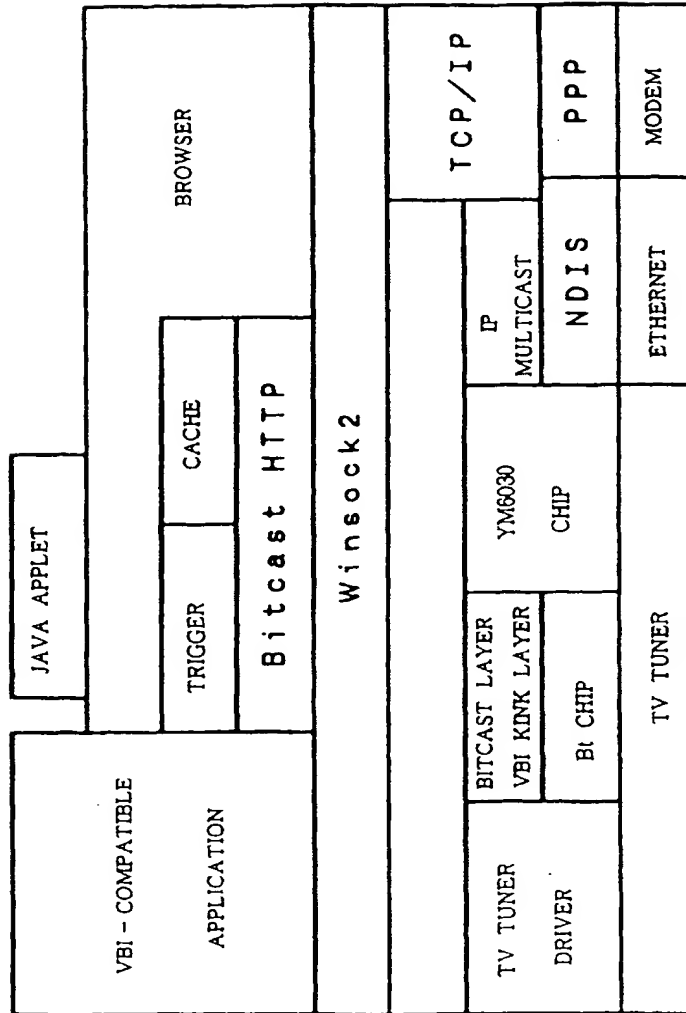 JAVA APPLET
VBI - COMPATIBLE
APPLICATION
BROWSER
TRIGGER
CACHE
Bitcast HTTP
Winsock2
TCP/IP
TV TUNER
DRIVER
BITCAST LAYER
VBI KINK LAYER
Bt CHIP
YM6030
CHIP
IP
MULTICAST
NDIS
PPP
TV TUNER
ETHERNET
MODEM